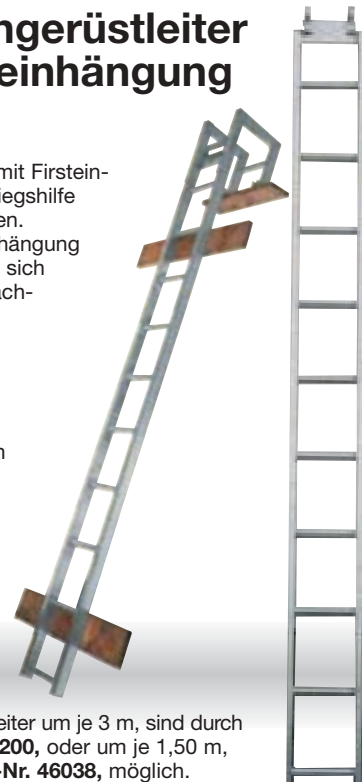 ngerüstleiter
einhängung
mit Firstein-
iegshilfe
en.
hängung
sich
ach-
n
eiter um je 3 m, sind durch
200, oder um je 1,50 m,
-Nr. 46038, möglich.